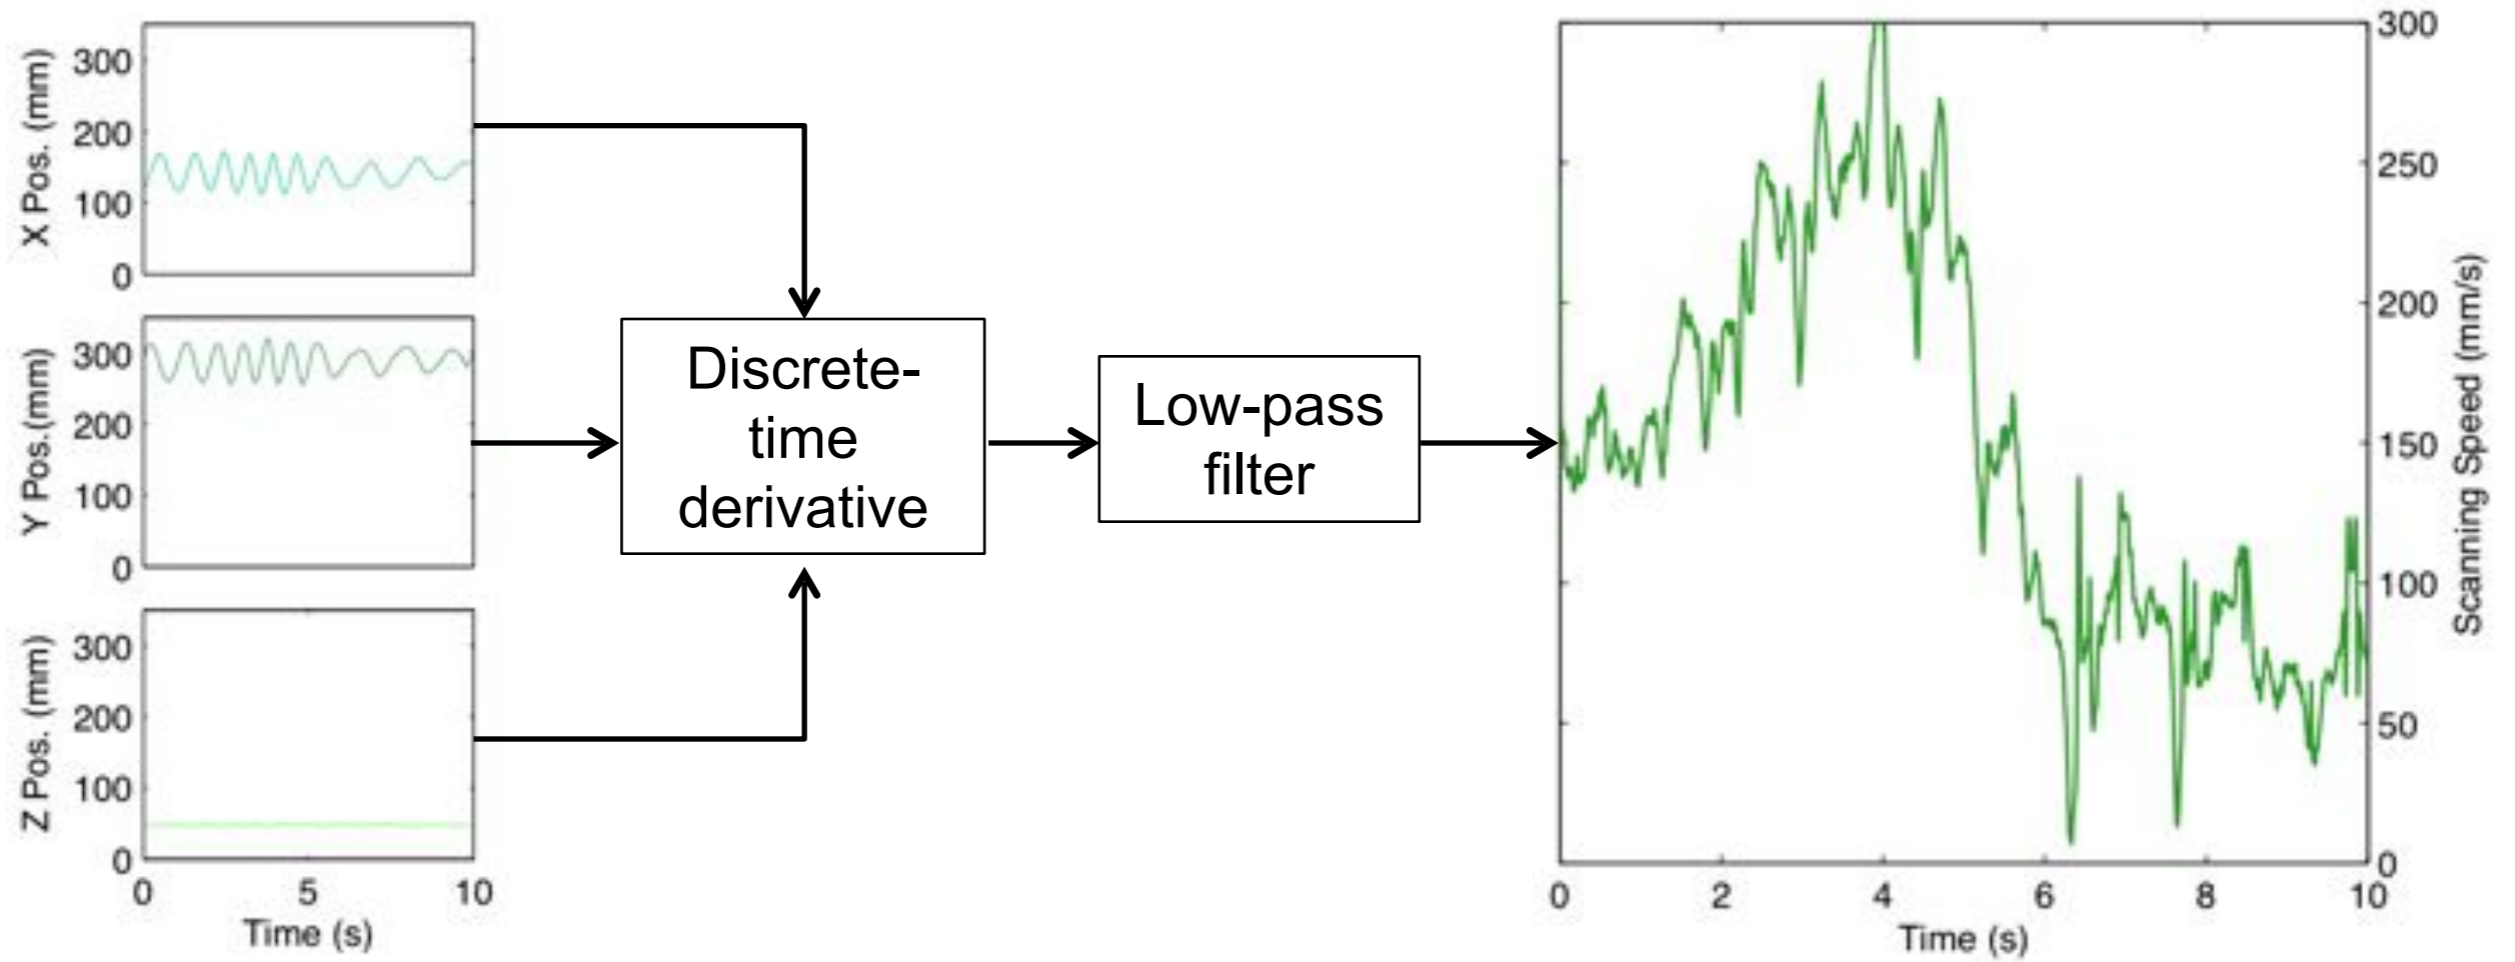 X Pos. (mm)
300
200
100
0
Y Pos.(mm)
300
200
100
0
Z Pos. (mm)
300
200
100
0
0 5 10
Time (s)
Discrete-
time
derivative
Low-pass
filter
300
250
200
150
100
50
0
Scanning Speed (mm/s)
0 2 4 6 8 10
Time (s)